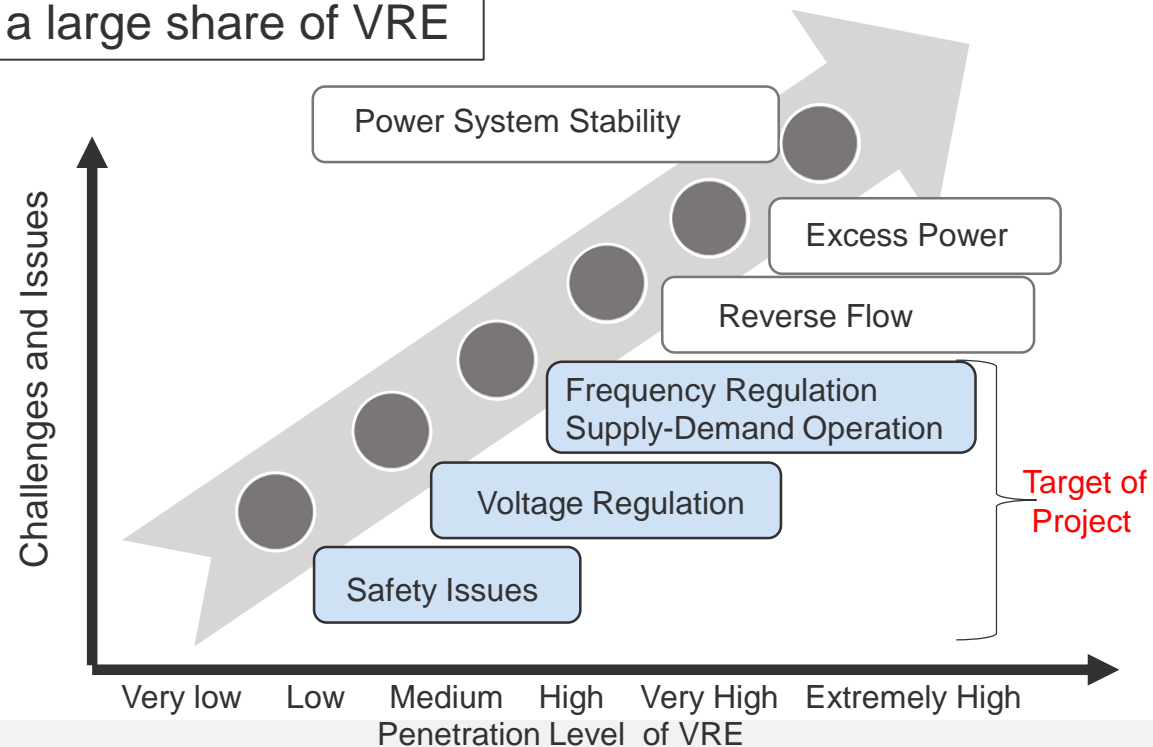 a large share of VRE
Power System Stability
Excess Power
Reverse Flow
Frequency Regulation
Supply-Demand Operation
Voltage Regulation
Safety Issues
Target of
Project
Challenges and Issues
Very low Low Medium High Very High Extremely High
Penetration Level of VRE